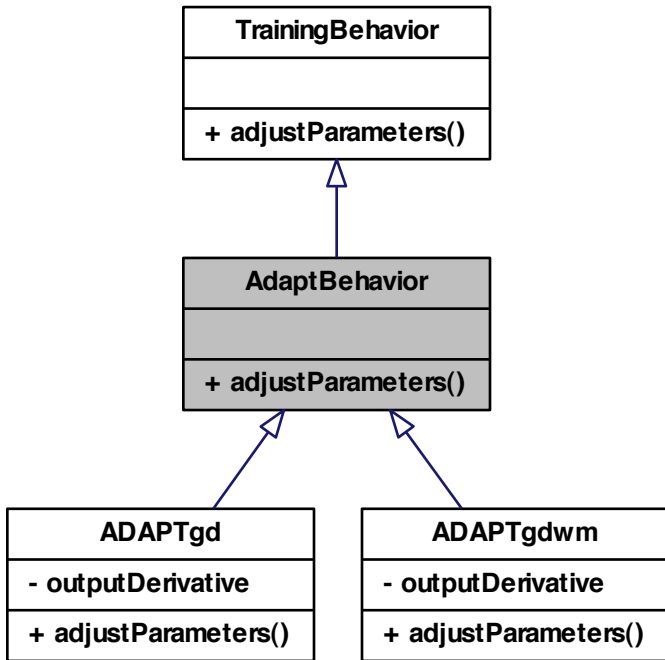 TrainingBehavior
+ adjustParameters()
AdaptBehavior
+ adjustParameters()
ADAPTgd
- outputDerivative
+ adjustParameters()
ADAPTgdwm
- outputDerivative
+ adjustParameters()